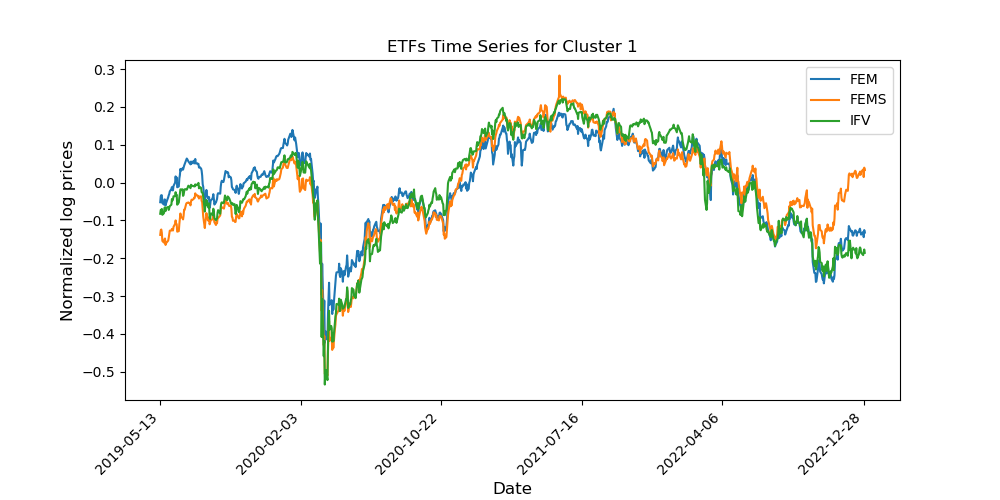 ETFs Time Series for Cluster 1
Normalized log prices
0.3
0.2
0.1
0.0
−0.1
−0.2
−0.3
−0.4
−0.5
FEM
FEMS
IFV
2019-05-13
2020-02-03
2020-10-22
2021-07-16
2022-04-06
2022-12-28
Date